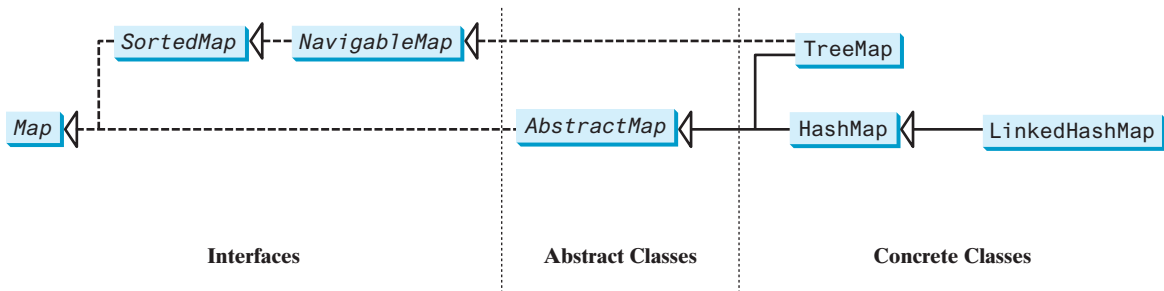 SortedMap
NavigableMap
TreeMap
Map
AbstractMap
HashMap
LinkedHashMap
Interfaces
Abstract Classes
Concrete Classes